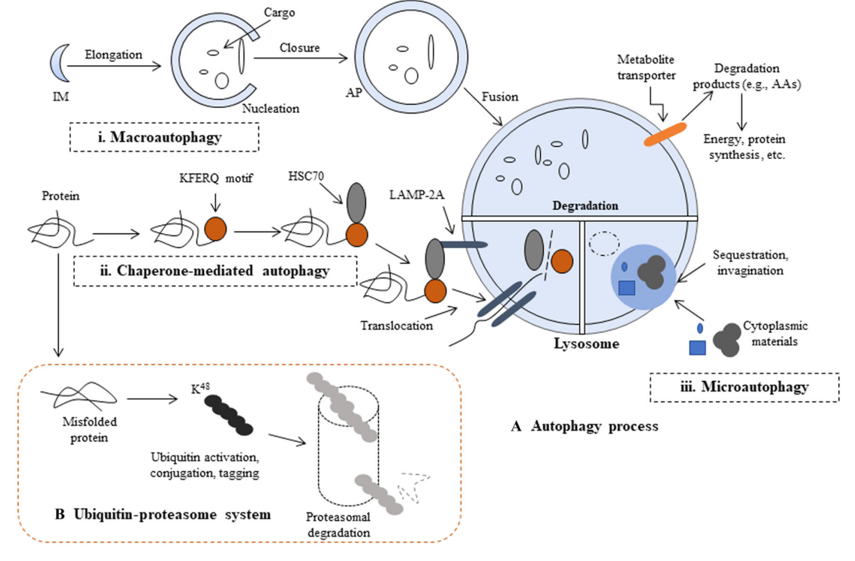 Cargo
Elongation
Closure
IM
AP
Nucleation
Fusion
i. Macroautophagy
Metabolite
transporter
Degradation
products (e.g., AAs)
Energy, protein
synthesis, etc.
Degradation
Protein
KFERQ motif
HSC70
LAMP-2A
ii. Chaperone-mediated autophagy
Translocation
Sequestration,
invagination
Cytoplasmic
materials
Lysosome
iii. Microautophagy
A Autophagy process
Misfolded
protein
K48
Ubiquitin activation,
conjugation, tagging
B Ubiquitin-proteasome system
Proteasomal
degradation